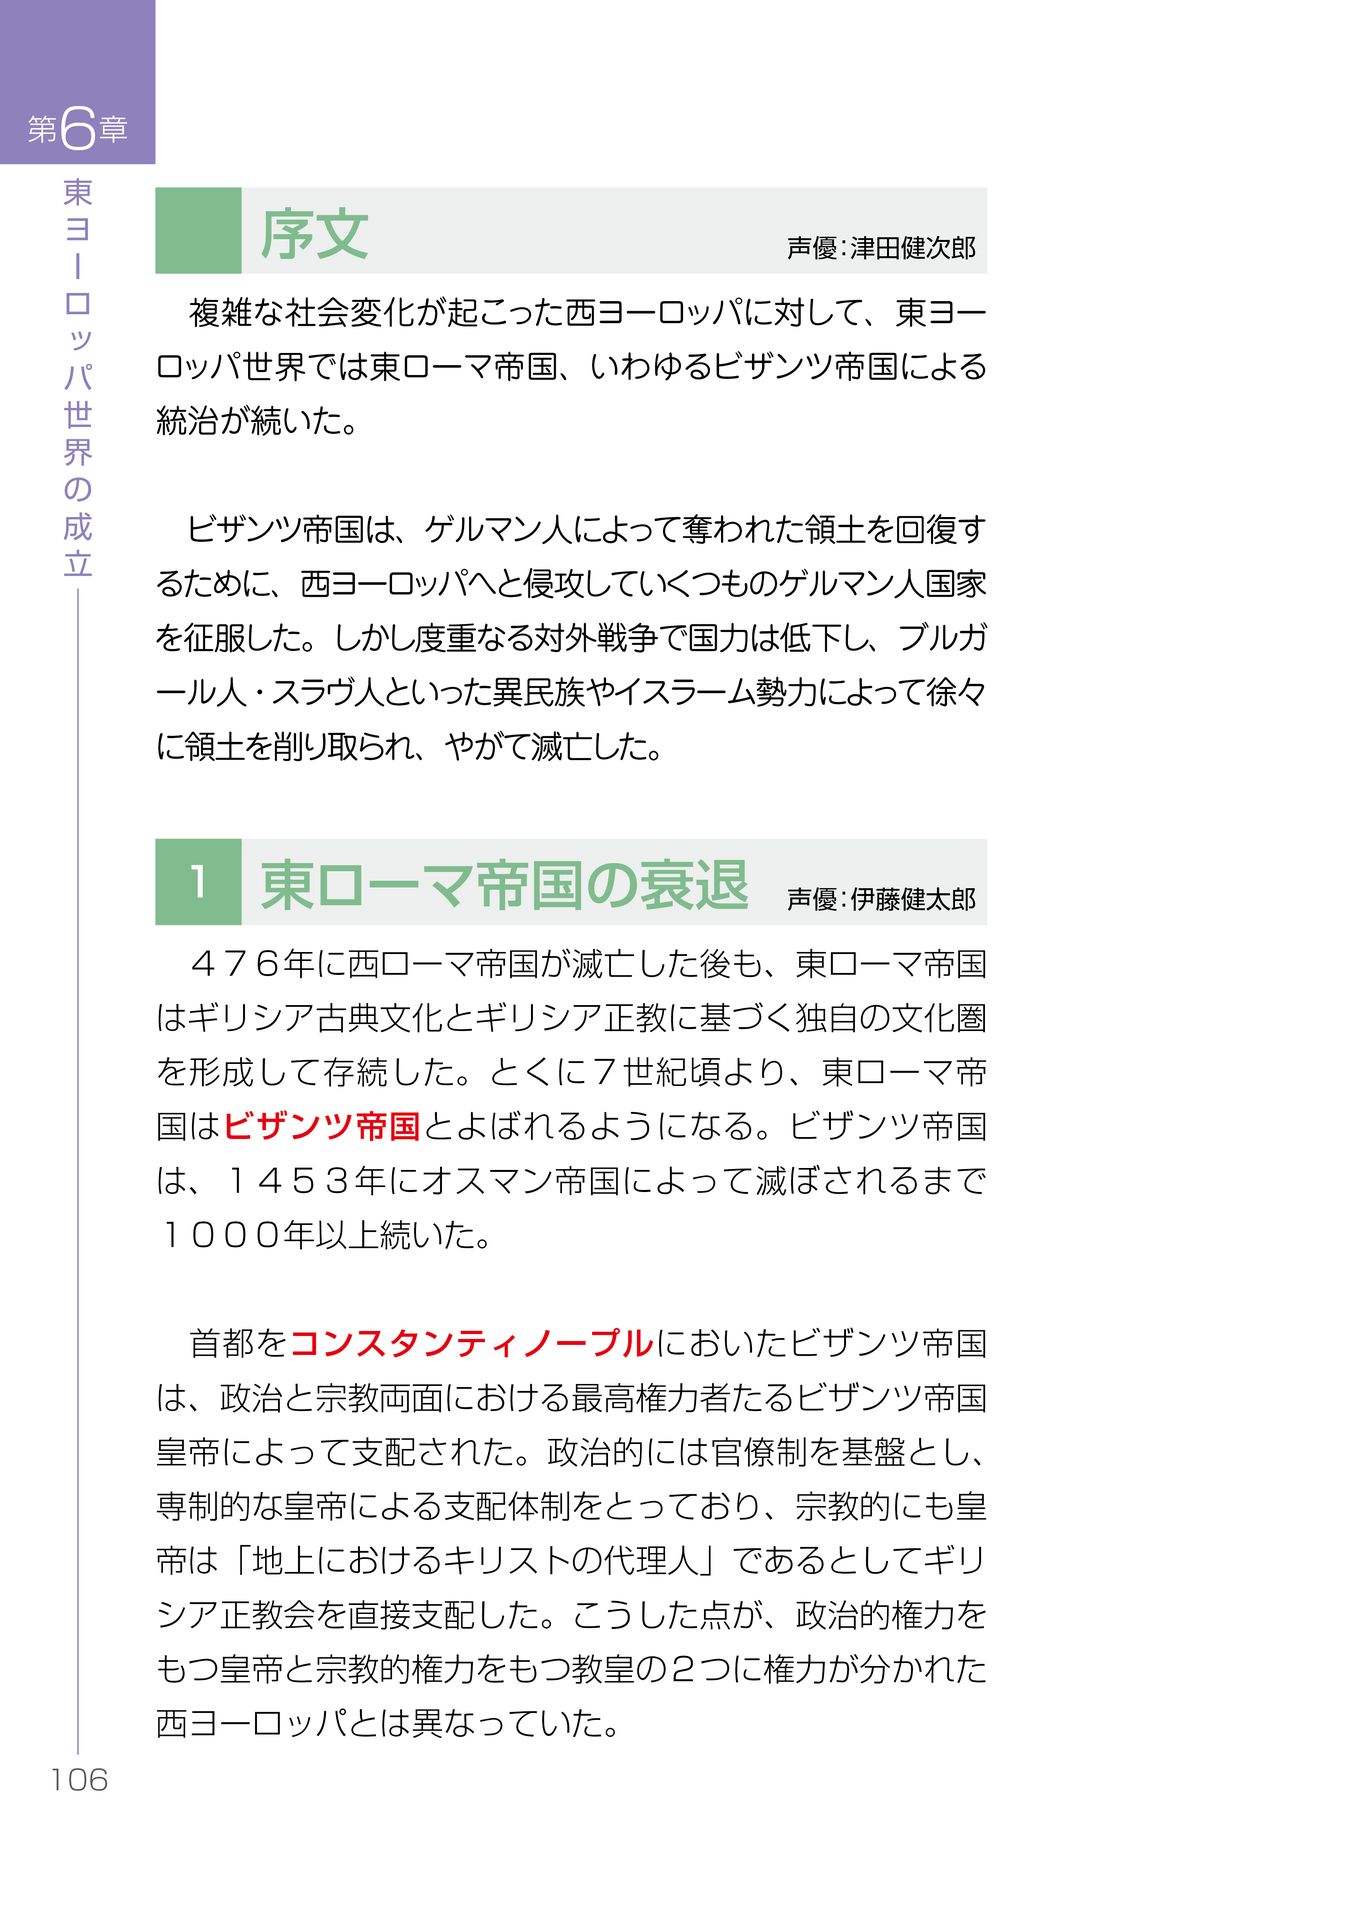 第6章
東ヨーロッパ世界の成立
序文
声優：津田健次郎
　複雑な社会変化が起こった西ヨーロッパに対して、東ヨー
ロッパ世界では東ローマ帝国、いわゆるビザンツ帝国による
統治が続いた。
　ビザンツ帝国は、ゲルマン人によって奪われた領土を回復す
るために、西ヨーロッパへと侵攻していくつものゲルマン人国家
を征服した。しかし度重なる対外戦争で国力は低下し、ブルガ
ール人・スラヴ人といった異民族やイスラーム勢力によって徐々
に領土を削り取られ、やがて滅亡した。
1　東ローマ帝国の衰退
声優：伊藤健太郎
　４７６年に西ローマ帝国が滅亡した後も、東ローマ帝国
はギリシア古典文化とギリシア正教に基づく独自の文化圏
を形成して存続した。とくに７世紀頃より、東ローマ帝
国はビザンツ帝国とよばれるようになる。ビザンツ帝国
は、１４５３年にオスマン帝国によって滅ぼされるまで
１０００年以上続いた。
　首都をコンスタンティノープルにおいたビザンツ帝国
は、政治と宗教両面における最高権力者たるビザンツ帝国
皇帝によって支配された。政治的には官僚制を基盤とし、
専制的な皇帝による支配体制をとっており、宗教的にも皇
帝は「地上におけるキリストの代理人」であるとしてギリ
シア正教会を直接支配した。こうした点が、政治的権力を
もつ皇帝と宗教的権力をもつ教皇の２つに権力が分かれた
西ヨーロッパとは異なっていた。
106